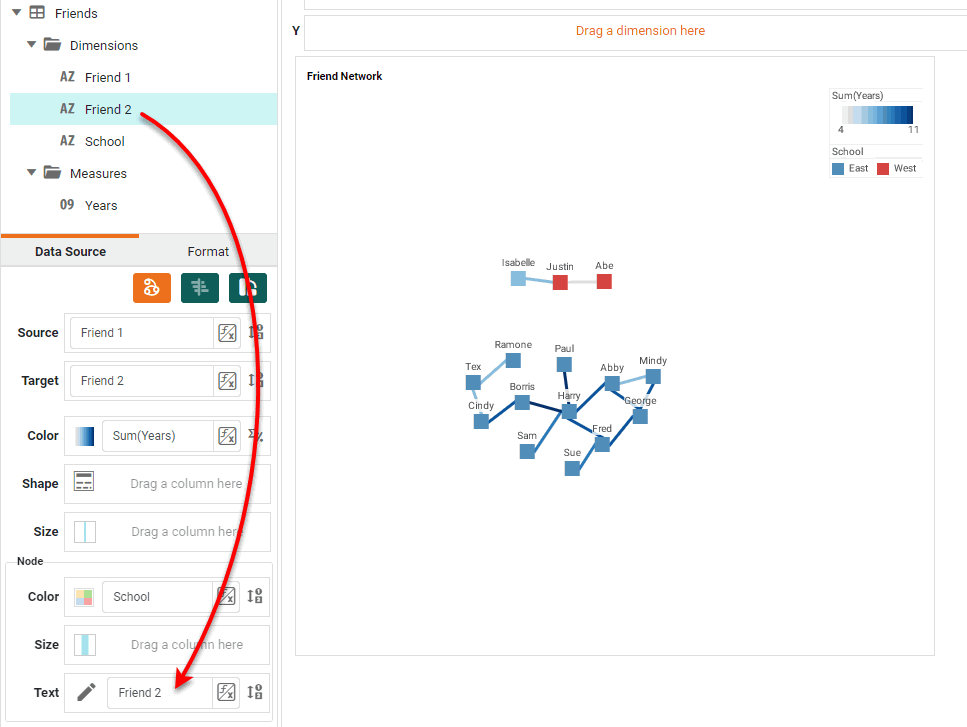 Friends
Dimensions
AZ Friend 1
AZ Friend 2
AZ School
Measures
09 Years
Data Source Format
Source Friend 1
Target Friend 2
Color Sum(Years)
Shape Drag a column here
Size Drag a column here
Node
Color School
Size Drag a column here
Text Friend 2
Y Drag a dimension here
Friend Network
Sum(Years)
4 11
School
East West
Isabelle
Justin
Abe
Ramone
Paul
Tex
Abby
Mindy
Borris
Harry
Cindy
George
Sam
Fred
Sue